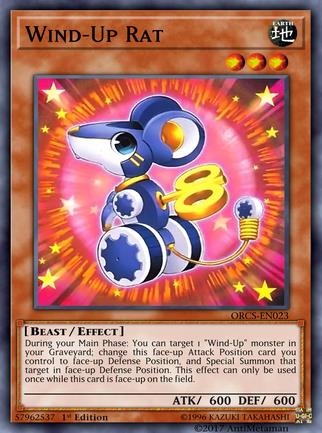 Wind-Up Rat
EARTH
地
ORCS-EN023
[Beast / Effect]
During your Main Phase: You can target 1 "Wind-Up" monster in
your Graveyard; change this face-up Attack Position card you
control to face-up Defense Position, and Special Summon that
target in face-up Defense Position. This effect can only be used
once while this card is face-up on the field.
ATK/ 600 DEF/ 600
57962537 1st Edition ©1996 KAZUKI TAKAHASHI
©2017 AntiMetaman